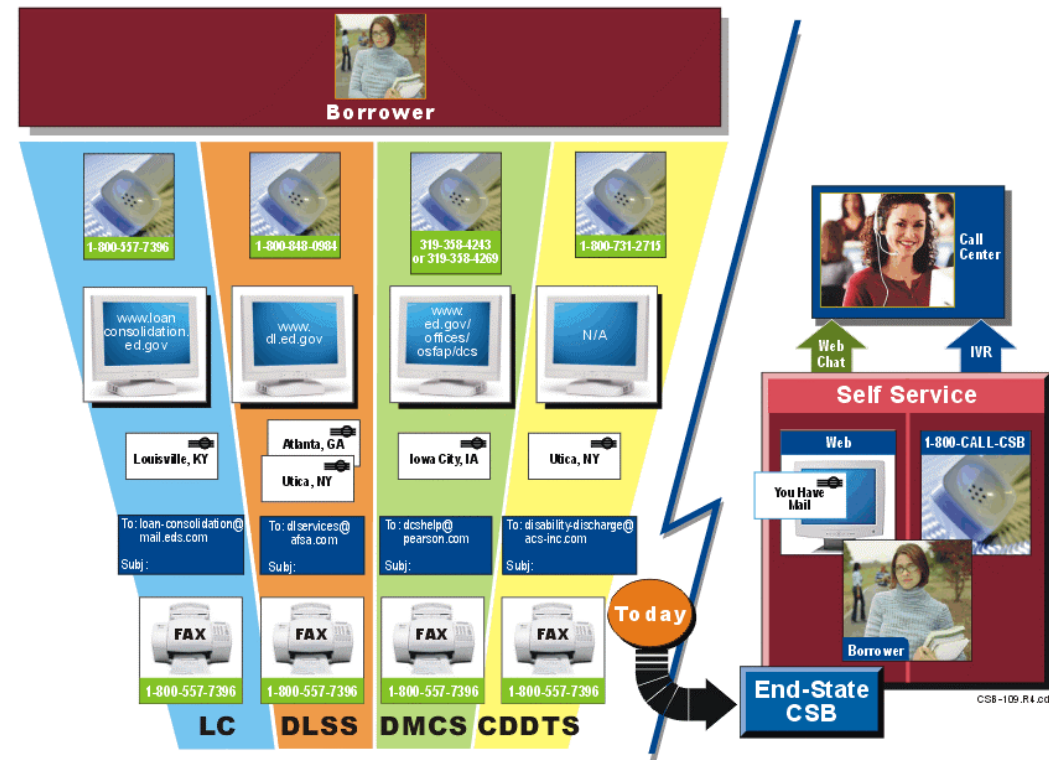 Borrower
1-800-557-7396
1-800-848-0984
319-358-4243
or 319-358-4269
1-800-731-2715
www.loan
consolidation.
ed.gov
www.
dl.ed.gov
www.
ed.gov/
offices/
osfap/dcs
N/A
Louisville, KY
Atlanta, GA
Utica, NY
Iowa City, IA
Utica, NY
To: loan-consolidation@
mail.eds.com
Subj:
To: dlservices@
afsa.com
Subj:
To: dcshelp@
pearson.com
Subj:
To: disability-discharge@
acs-inc.com
Subj:
FAX
1-800-557-7396
FAX
1-800-557-7396
FAX
1-800-557-7396
FAX
1-800-557-7396
LC
DLSS
DMCS
CDDTS
Today
End-State
CSB
Call
Center
Web
Chat
IVR
Self Service
Web
1-800-CALL-CSB
You Have
Mail
Borrower
CSB-109.R4.cd